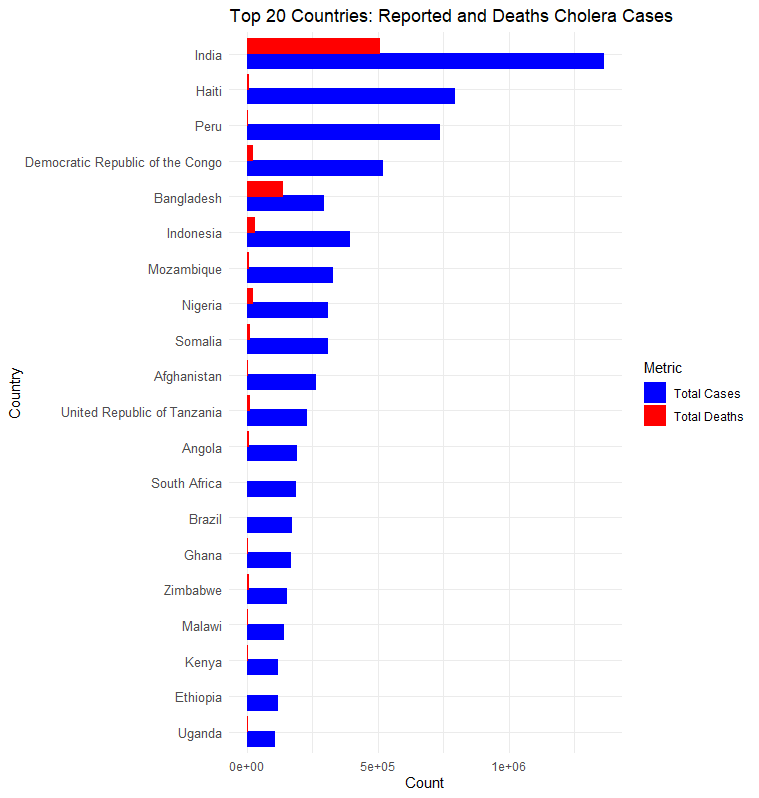 Top 20 Countries: Reported and Deaths Cholera Cases
India
Haiti
Peru
Democratic Republic of the Congo
Bangladesh
Indonesia
Mozambique
Nigeria
Somalia
Afghanistan
United Republic of Tanzania
Angola
South Africa
Brazil
Ghana
Zimbabwe
Malawi
Kenya
Ethiopia
Uganda
Country
0e+00 5e+05 1e+06
Count
Metric
Total Cases
Total Deaths